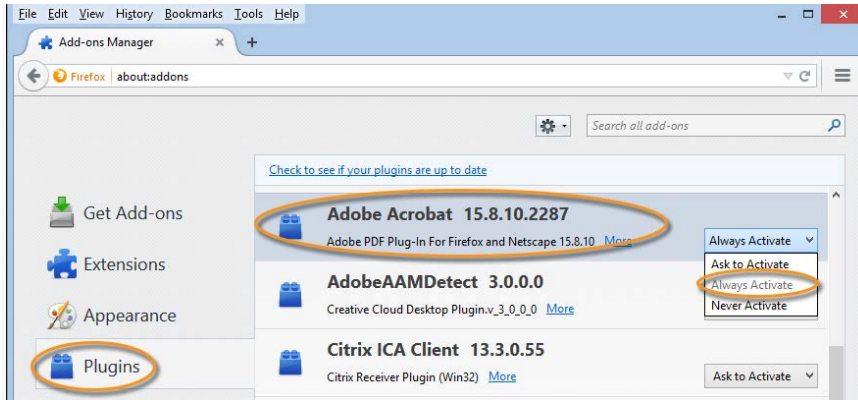 File Edit View History Bookmarks Tools Help
Add-ons Manager
Firefox about:addons
Search all add-ons
Check to see if your plugins are up to date
Get Add-ons
Extensions
Appearance
Plugins
Adobe Acrobat 15.8.10.2287
Adobe PDF Plug-In For Firefox and Netscape 15.8.10 More
Always Activate
Ask to Activate
Always Activate
Never Activate
AdobeAAMDetect 3.0.0.0
Creative Cloud Desktop Plugin.v_3_0_0_0 More
Citrix ICA Client 13.3.0.55
Citrix Receiver Plugin (Win32) More
Ask to Activate